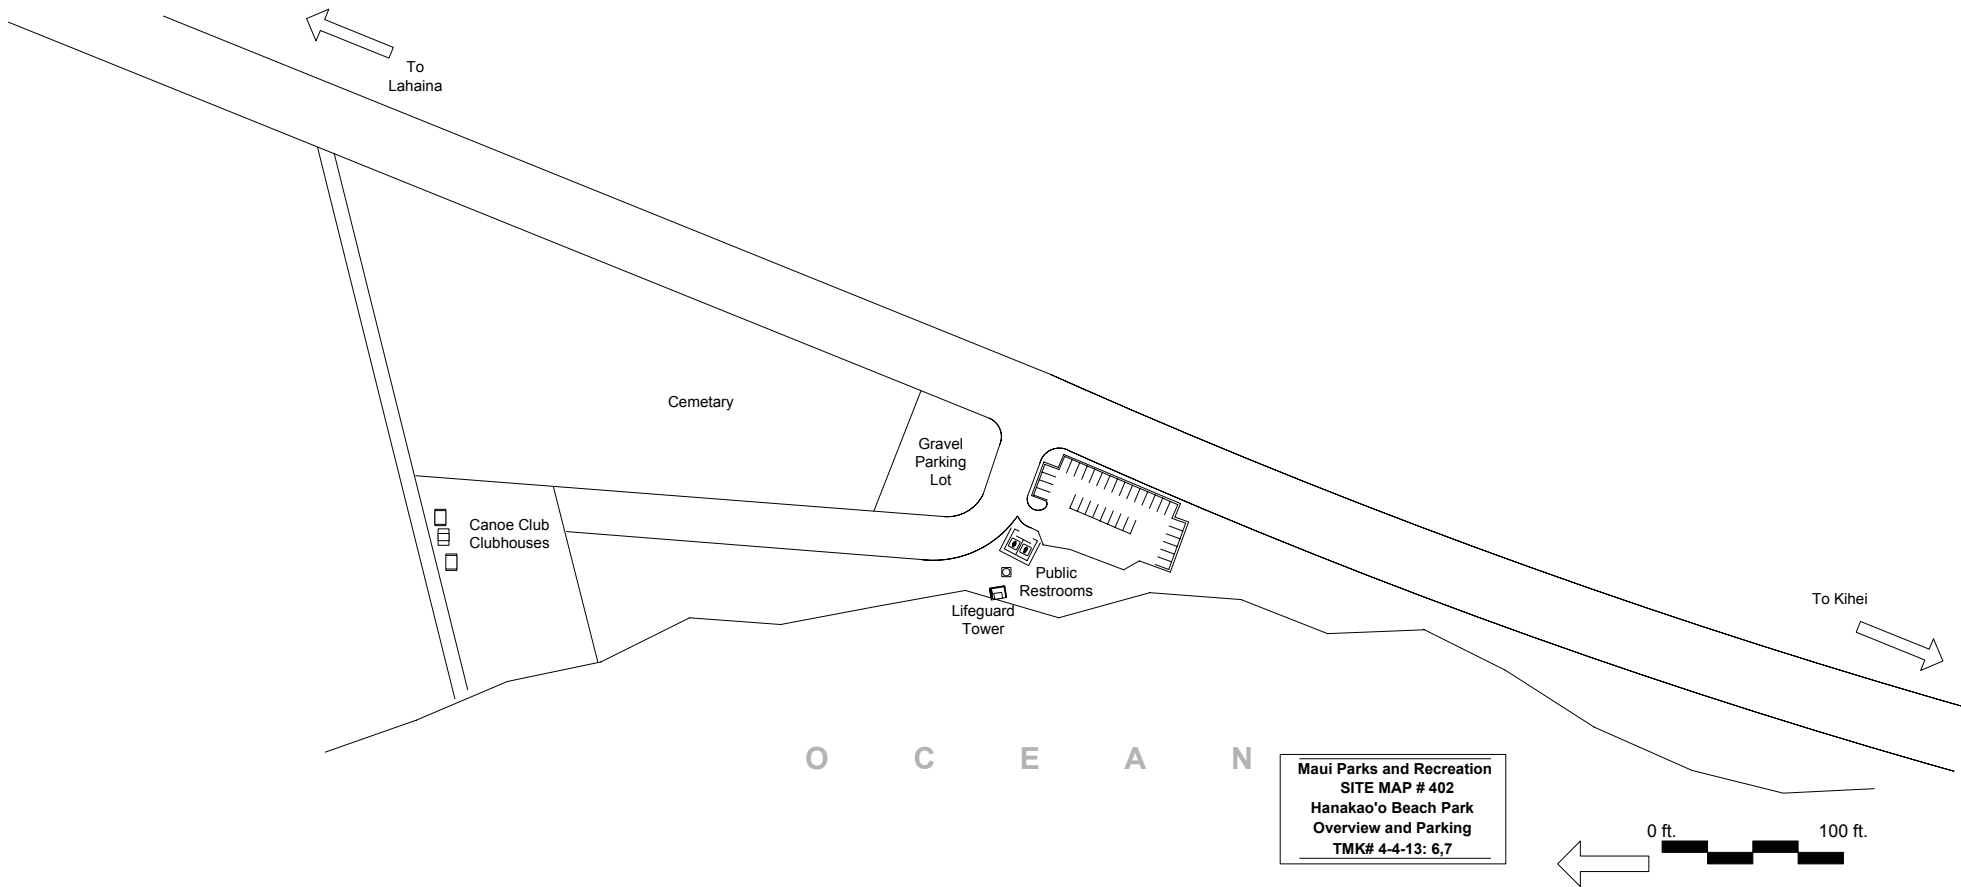 To
Lahaina
Cemetary
Gravel
Parking
Lot
Canoe Club
Clubhouses
Public
Restrooms
Lifeguard
Tower
To Kihei
O C E A N
Maui Parks and Recreation
SITE MAP # 402
Hanakao'o Beach Park
Overview and Parking
TMK# 4-4-13: 6,7
0 ft. 100 ft.